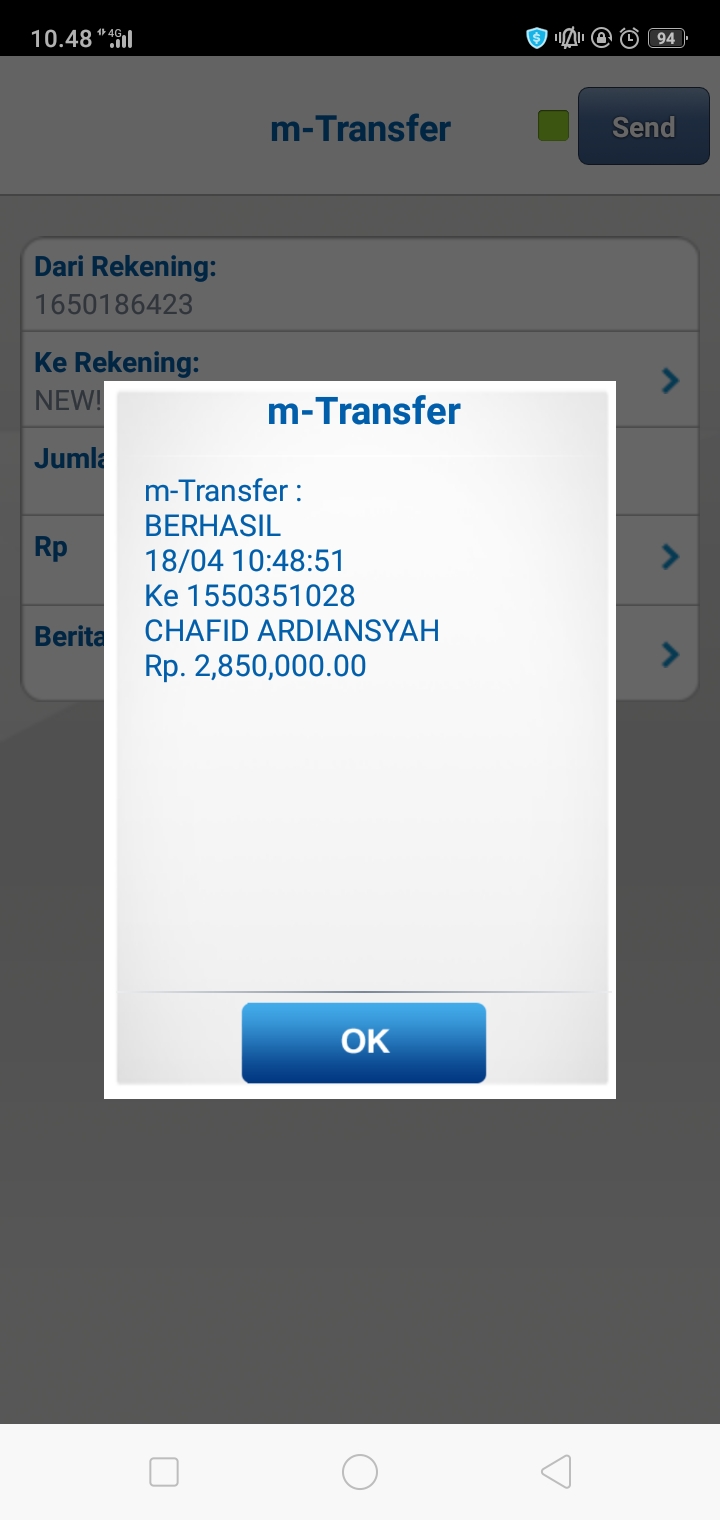 10.48 4G 94
m-Transfer Send
Dari Rekening:
1650186423
Ke Rekening:
NEW!
Jumla
Rp
Berita
m-Transfer
m-Transfer :
BERHASIL
18/04 10:48:51
Ke 1550351028
CHAFID ARDIANSYAH
Rp. 2,850,000.00
OK